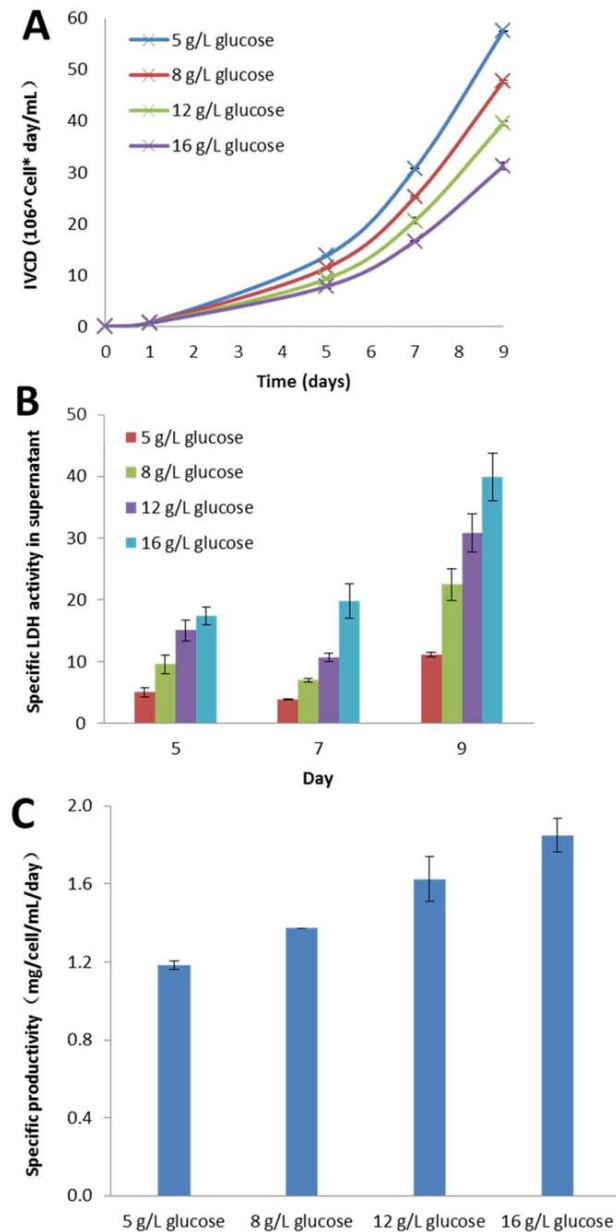 A
60
50
40
30
20
10
0
IVCD (106^Cell* day/mL)
5 g/L glucose
8 g/L glucose
12 g/L glucose
16 g/L glucose
0 1 2 3 4 5 6 7 8 9
Time (days)
B
50
40
30
20
10
0
Specific LDH activity in supernatant
5 g/L glucose
8 g/L glucose
12 g/L glucose
16 g/L glucose
5 7 9
Day
C
2.0
1.6
1.2
0.8
0.4
0.0
Specific productivity（mg/cell/mL/day）
5 g/L glucose 8 g/L glucose 12 g/L glucose 16 g/L glucose